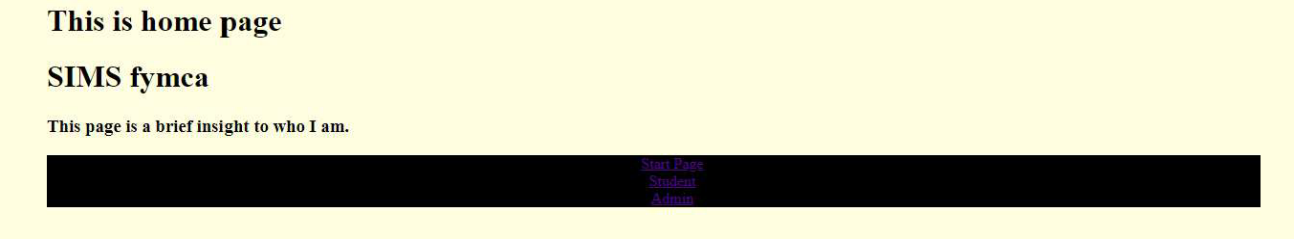 This is home page
SIMS fymca
This page is a brief insight to who I am.
Start Page
Student
Admin